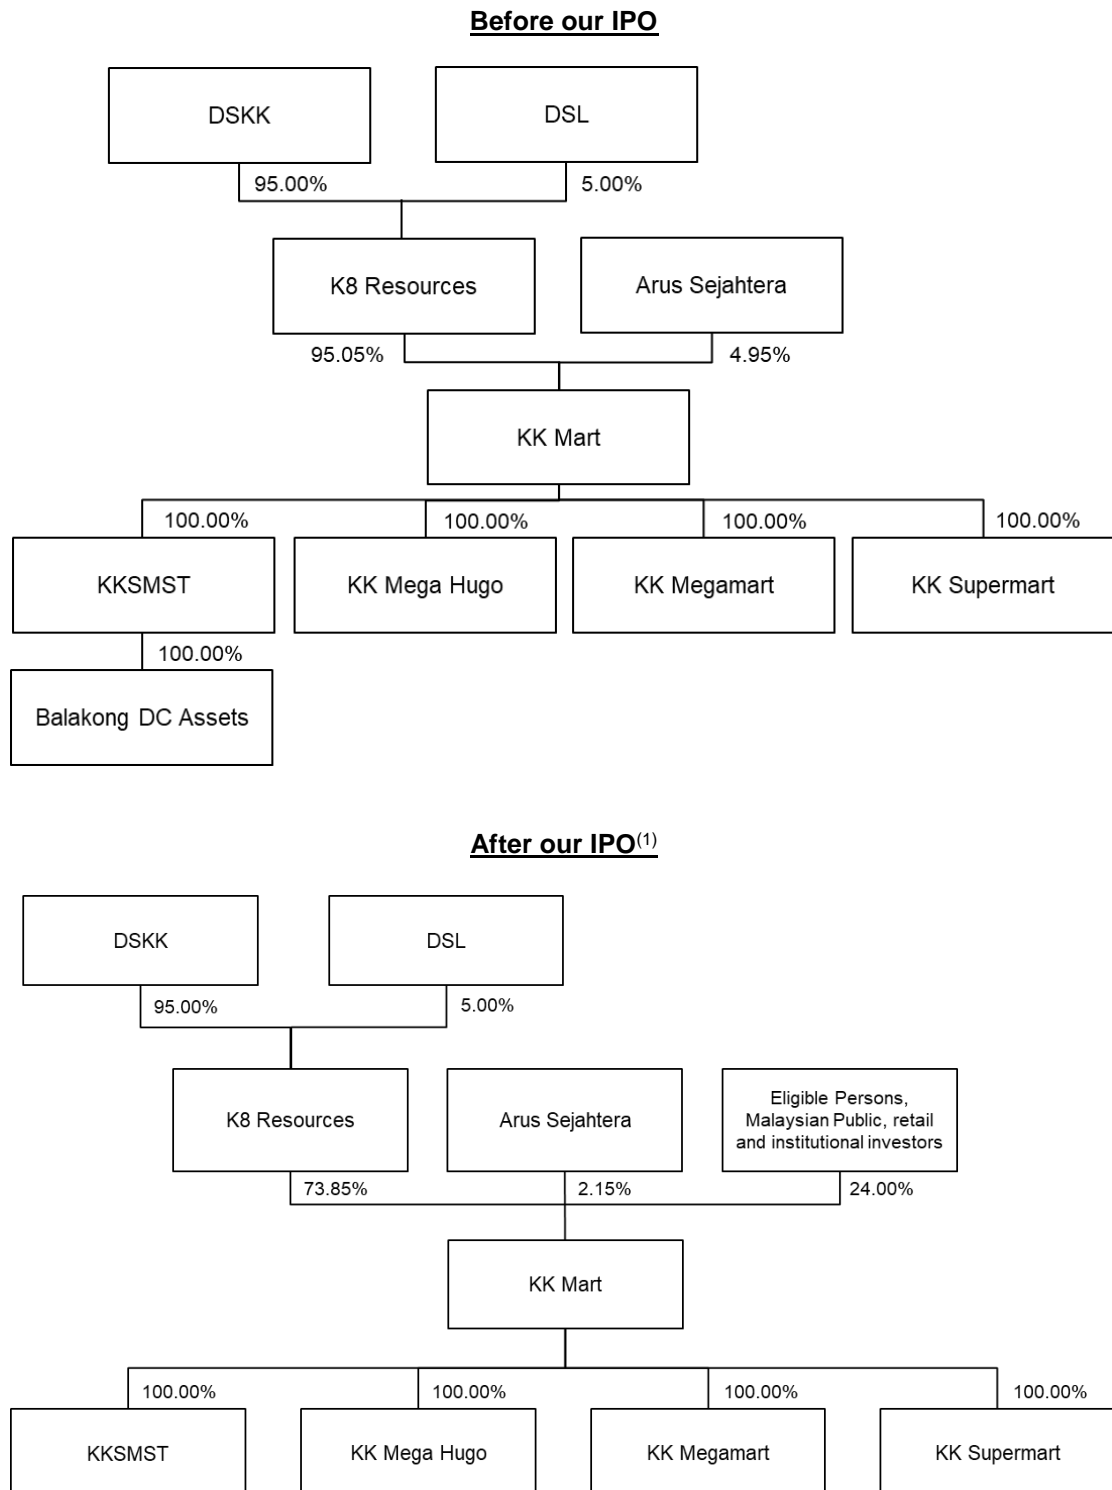 Before our IPO
DSKK
DSL
95.00%
5.00%
K8 Resources
Arus Sejahtera
95.05%
4.95%
KK Mart
100.00%
100.00%
100.00%
100.00%
KKSMST
KK Mega Hugo
KK Megamart
KK Supermart
100.00%
Balakong DC Assets
After our IPO(1)
DSKK
DSL
95.00%
5.00%
K8 Resources
Arus Sejahtera
Eligible Persons,
Malaysian Public, retail
and institutional investors
73.85%
2.15%
24.00%
KK Mart
100.00%
100.00%
100.00%
100.00%
KKSMST
KK Mega Hugo
KK Megamart
KK Supermart